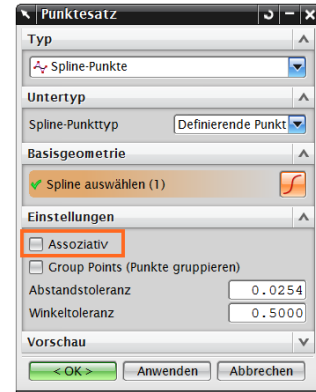 Punktesatz
Typ
Spline-Punkte
Untertyp
Spline-Punkttyp Definierende Punkt
Basisgeometrie
Spline auswählen (1)
Einstellungen
Assoziativ
Group Points (Punkte gruppieren)
Abstandstoleranz 0.0254
Winkeltoleranz 0.5000
Vorschau
< OK > Anwenden Abbrechen